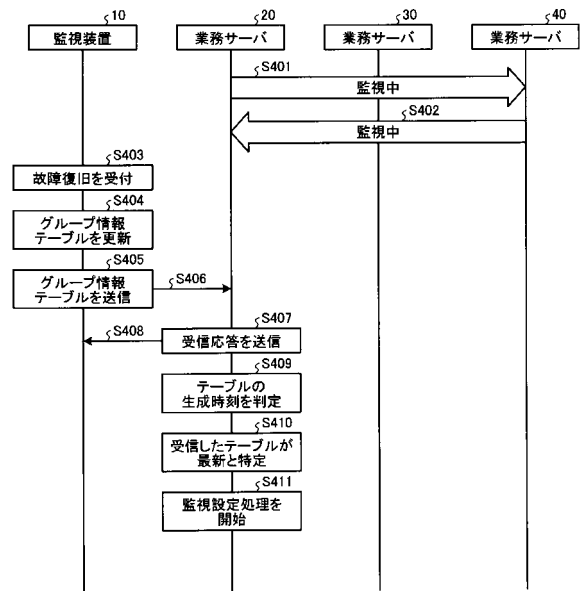 10
20
30
40
監視装置
業務サーバ
業務サーバ
業務サーバ
S401
監視中
S402
監視中
S403
故障復旧を受付
S404
グループ情報
テーブルを更新
S405
グループ情報
テーブルを送信
S406
S407
S408
受信応答を送信
S409
テーブルの
生成時刻を判定
S410
受信したテーブルが
最新と特定
S411
監視設定処理を
開始